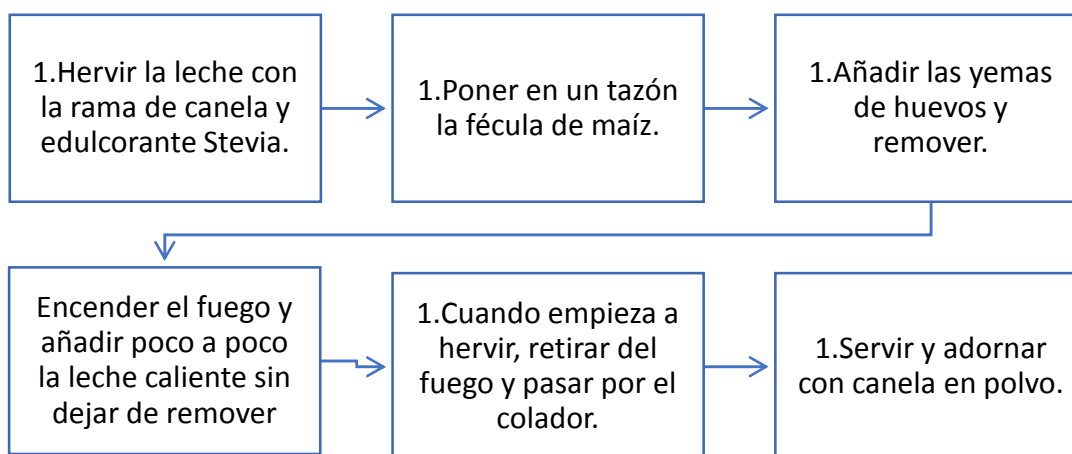 1.Hervir la leche con
la rama de canela y
edulcorante Stevia.
1.Poner en un tazón
la fécula de maíz.
1.Añadir las yemas
de huevos y
remover.
Encender el fuego y
añadir poco a poco
la leche caliente sin
dejar de remover
1.Cuando empieza a
hervir, retirar del
fuego y pasar por el
colador.
1.Servir y adornar
con canela en polvo.